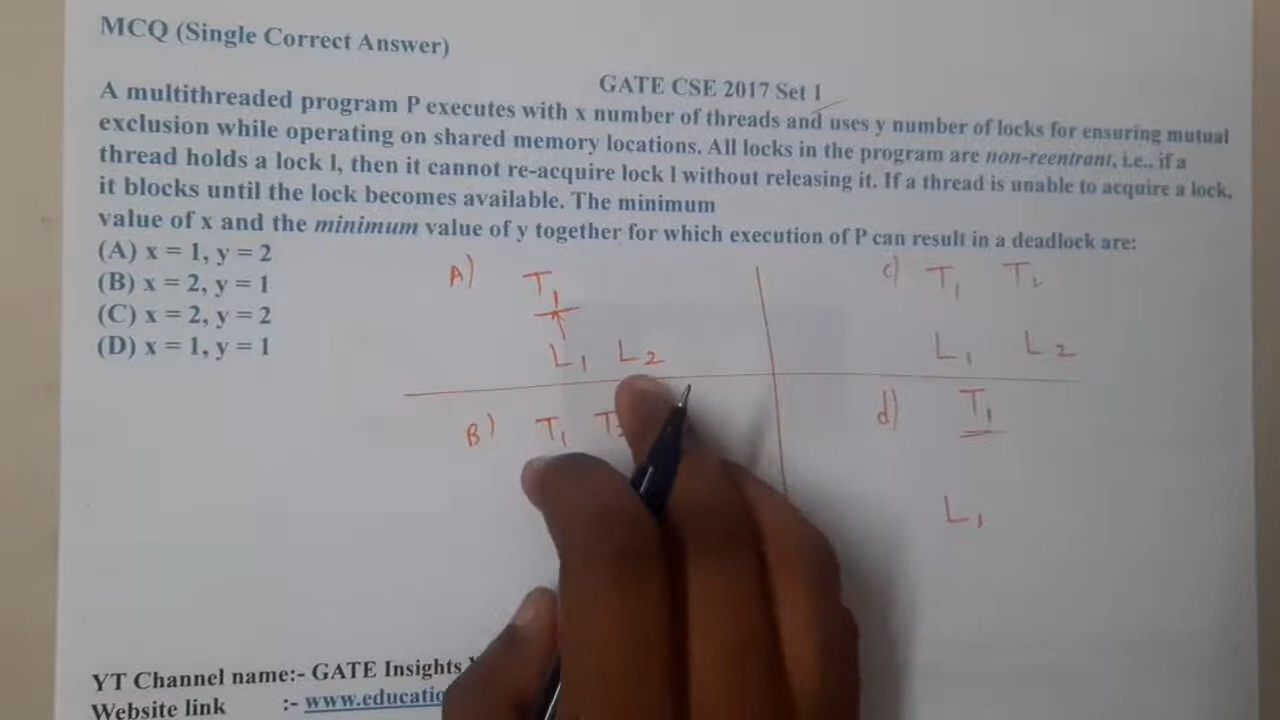 MCQ (Single Correct Answer)
GATE CSE 2017 Set 1
A multithreaded program P executes with x number of threads and uses y number of locks for ensuring mutual
exclusion while operating on shared memory locations. All locks in the program are non-reentrant, i.e., if a
thread holds a lock l, then it cannot re-acquire lock l without releasing it. If a thread is unable to acquire a lock,
it blocks until the lock becomes available. The minimum
value of x and the minimum value of y together for which execution of P can result in a deadlock are:
(A) x = 1, y = 2
(B) x = 2, y = 1
(C) x = 2, y = 2
(D) x = 1, y = 1
A) T1
L1 L2
B) T1
c) T1 T2
L1 L2
d) T1
L1
YT Channel name:- GATE Insights
Website link :-